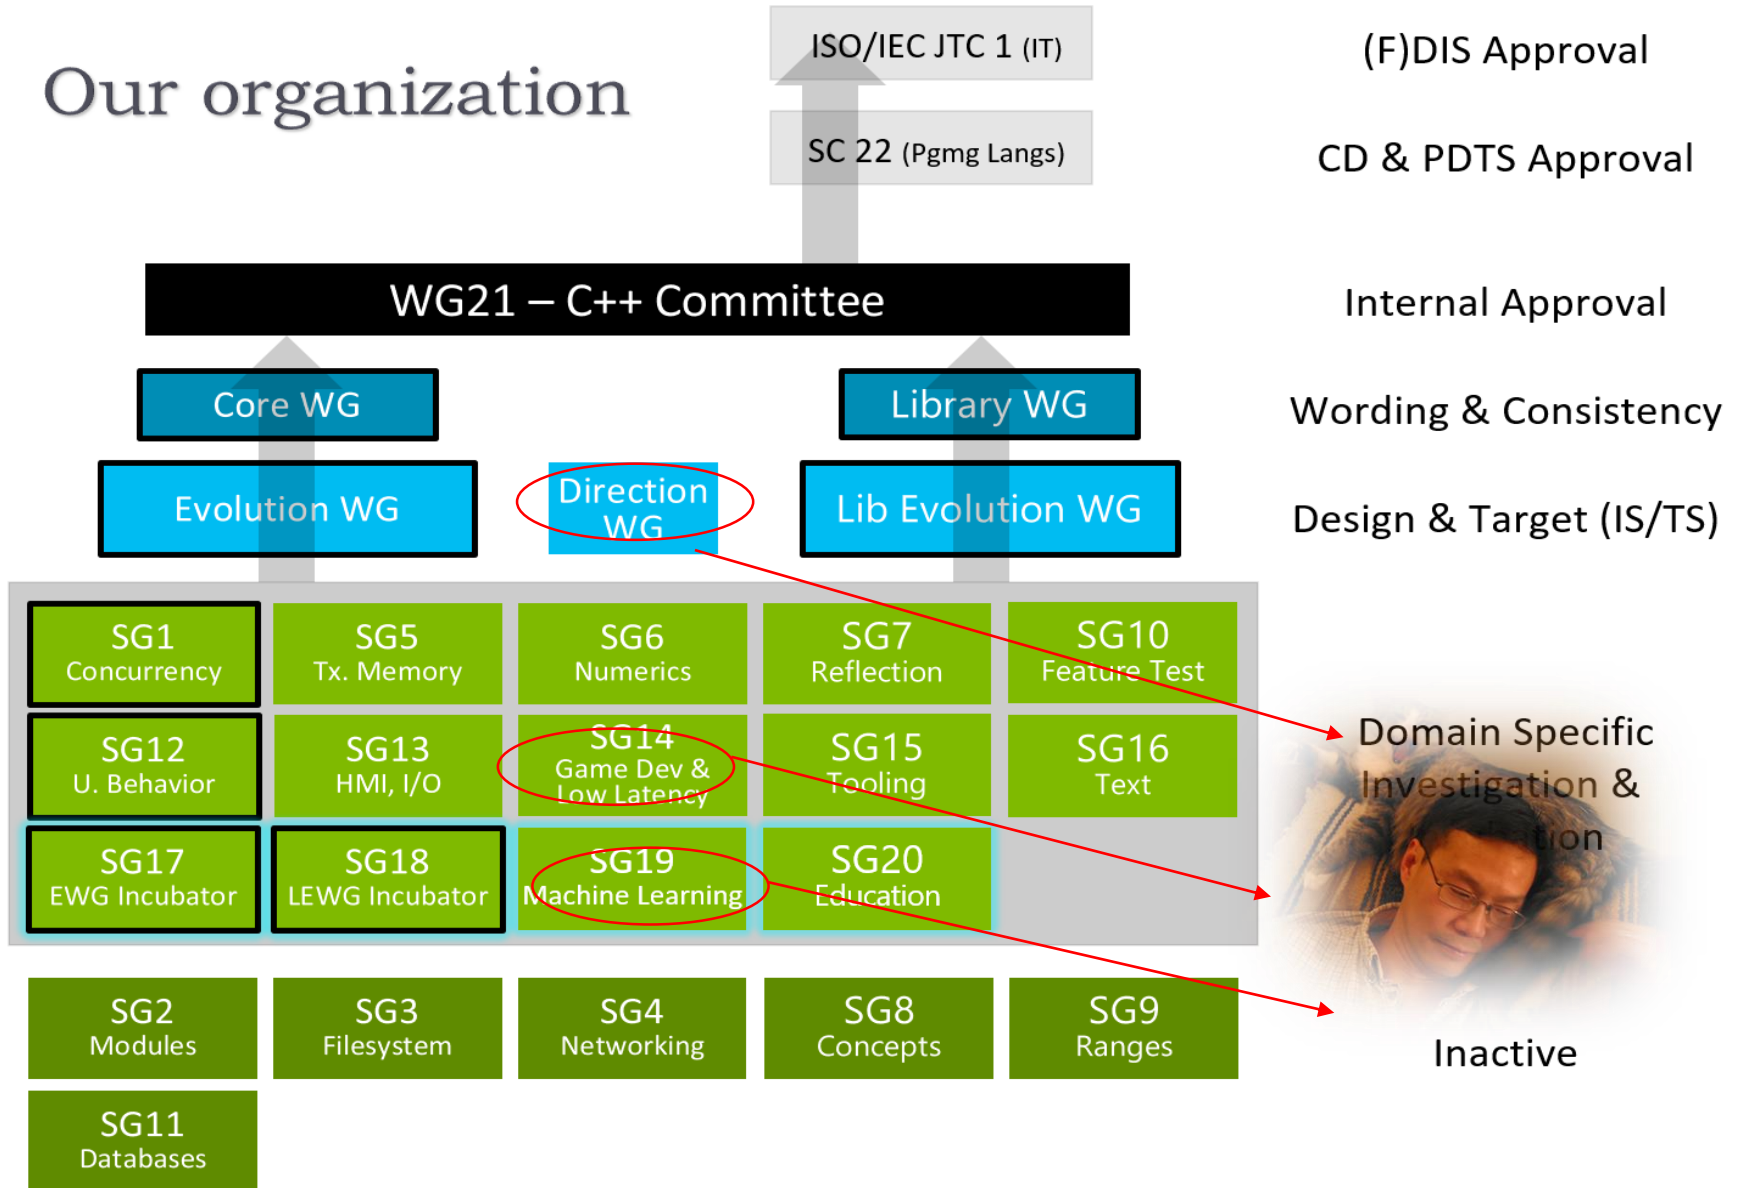 Our organization
ISO/IEC JTC 1 (IT)
(F)DIS Approval
SC 22 (Pgmg Langs)
CD & PDTS Approval
WG21 – C++ Committee
Internal Approval
Core WG
Library WG
Wording & Consistency
Evolution WG
Direction
WG
Lib Evolution WG
Design & Target (IS/TS)
SG1
Concurrency
SG5
Tx. Memory
SG6
Numerics
SG7
Reflection
SG10
Feature Test
SG12
U. Behavior
SG13
HMI, I/O
SG14
Game Dev &
Low Latency
SG15
Tooling
SG16
Text
Domain Specific
Investigation &
SG17
EWG Incubator
SG18
LEWG Incubator
SG19
Machine Learning
SG20
Education
SG2
Modules
SG3
Filesystem
SG4
Networking
SG8
Concepts
SG9
Ranges
Inactive
SG11
Databases